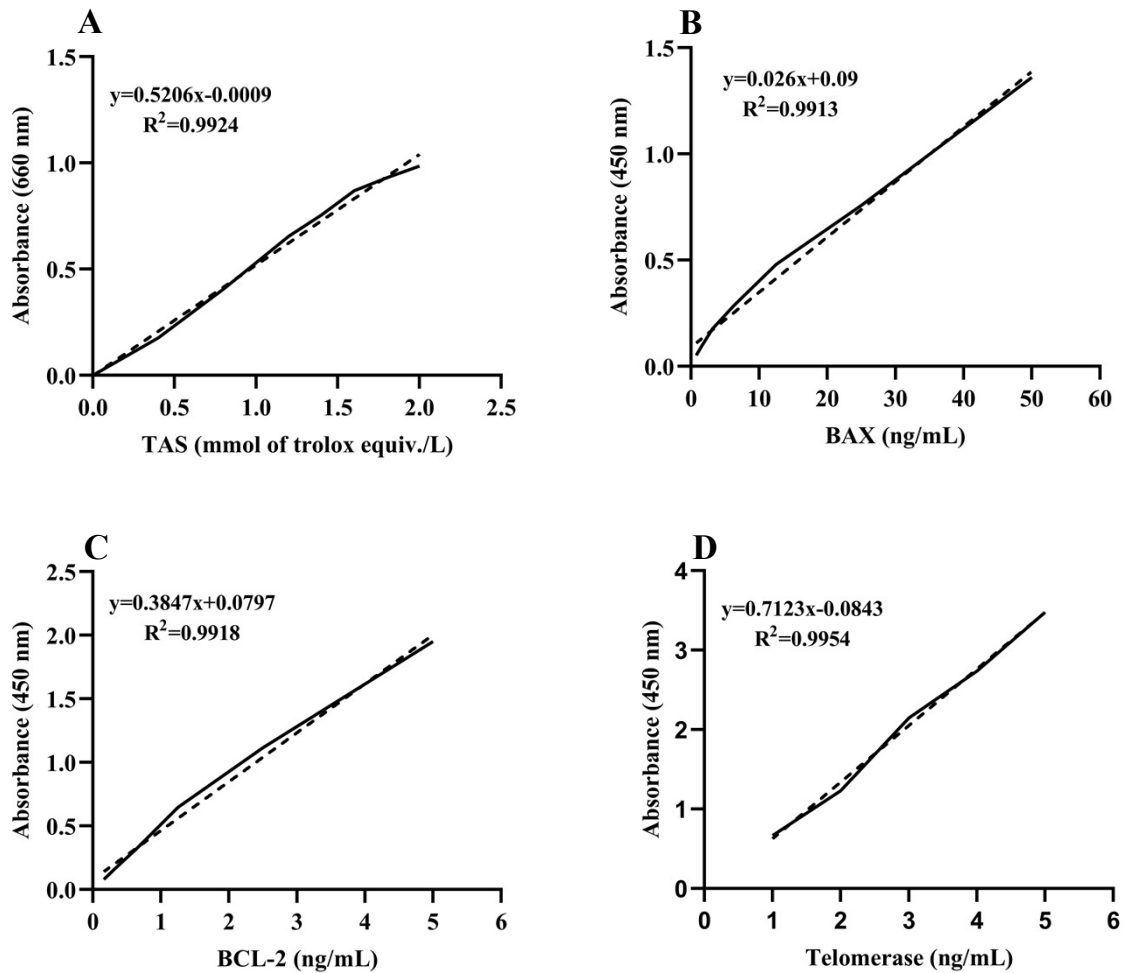 A
y=0.5206x-0.0009
R²=0.9924
Absorbance (660 nm)
1.5
1.0
0.5
0.0
0.0 0.5 1.0 1.5 2.0 2.5
TAS (mmol of trolox equiv./L)
B
y=0.026x+0.09
R²=0.9913
Absorbance (450 nm)
1.5
1.0
0.5
0.0
0 10 20 30 40 50 60
BAX (ng/mL)
C
y=0.3847x+0.0797
R²=0.9918
Absorbance (450 nm)
2.5
2.0
1.5
1.0
0.5
0.0
0 1 2 3 4 5 6
BCL-2 (ng/mL)
D
y=0.7123x-0.0843
R²=0.9954
Absorbance (450 nm)
4
3
2
1
0
0 1 2 3 4 5 6
Telomerase (ng/mL)